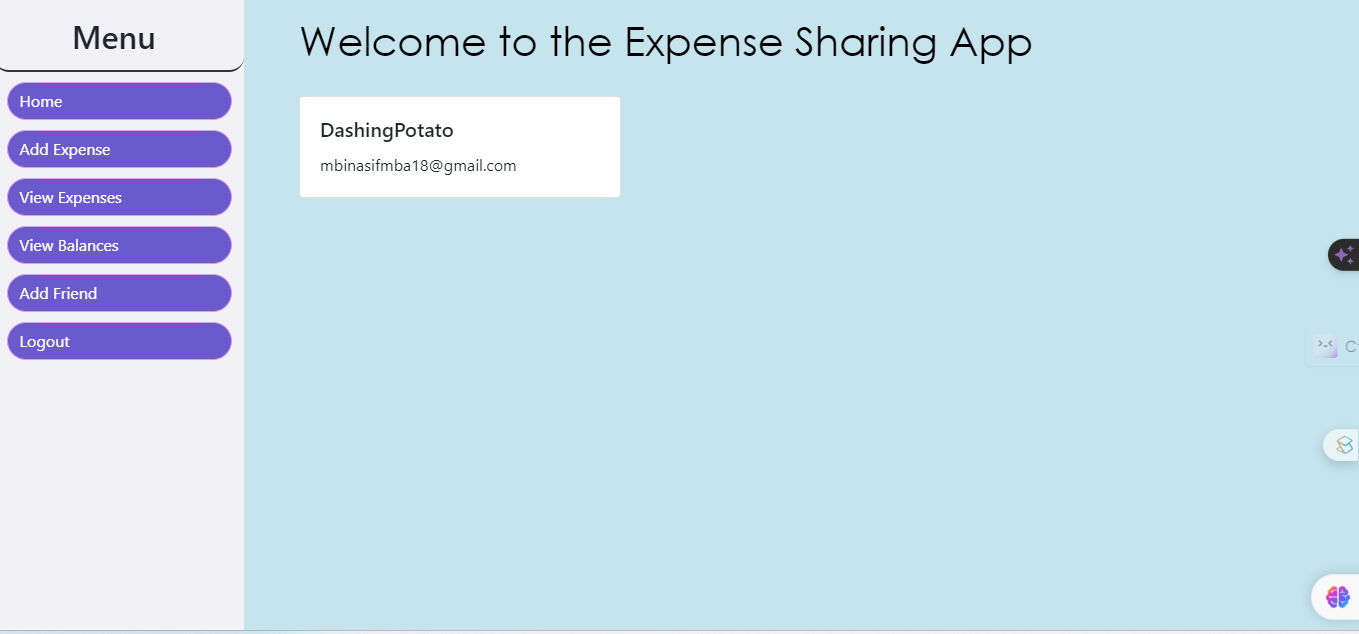 Menu
Home
Add Expense
View Expenses
View Balances
Add Friend
Logout
Welcome to the Expense Sharing App
DashingPotato
mbinasifmba18@gmail.com